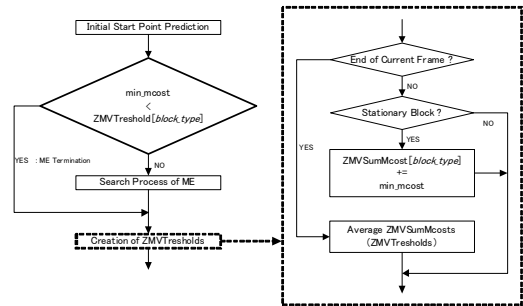 Initial Start Point Prediction
min_mcost
<
ZMVTreshold[block_type]
YES : ME Termination
NO
Search Process of ME
Creation of ZMVTresholds
End of Current Frame ?
NO
Stationary Block ?
NO
YES
YES
ZMVSumMcost[block_type]
+=
min_mcost
Average ZMVSumMcosts
(ZMVTresholds)